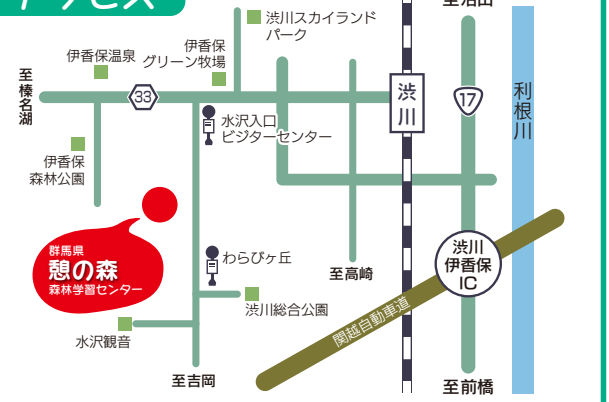 アクセス
至沼田
渋川スカイランド
パーク
伊香保
グリーン牧場
伊香保温泉
至榛名湖
33
渋川
17
利根川
水沢入口
ビジターセンター
伊香保
森林公園
群馬県
憩の森
森林学習センター
わらびヶ丘
至高崎
渋川
伊香保
IC
渋川総合公園
関越自動車道
水沢観音
至吉岡
至前橋